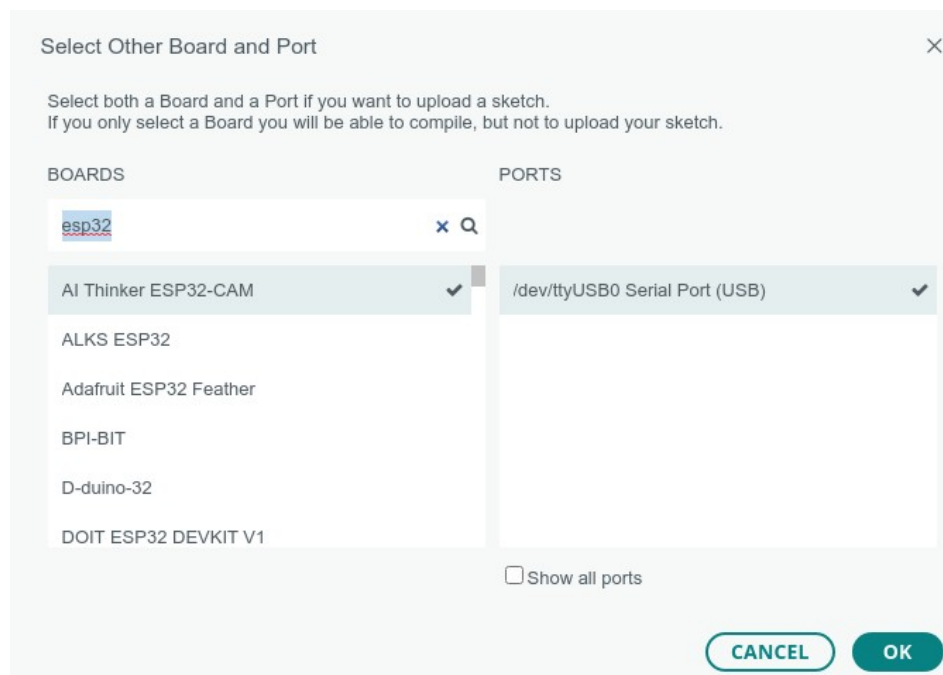 Select Other Board and Port
Select both a Board and a Port if you want to upload a sketch.
If you only select a Board you will be able to compile, but not to upload your sketch.
BOARDS
PORTS
esp32
AI Thinker ESP32-CAM
/dev/ttyUSB0 Serial Port (USB)
ALKS ESP32
Adafruit ESP32 Feather
BPI-BIT
D-duino-32
DOIT ESP32 DEVKIT V1
Show all ports
CANCEL
OK